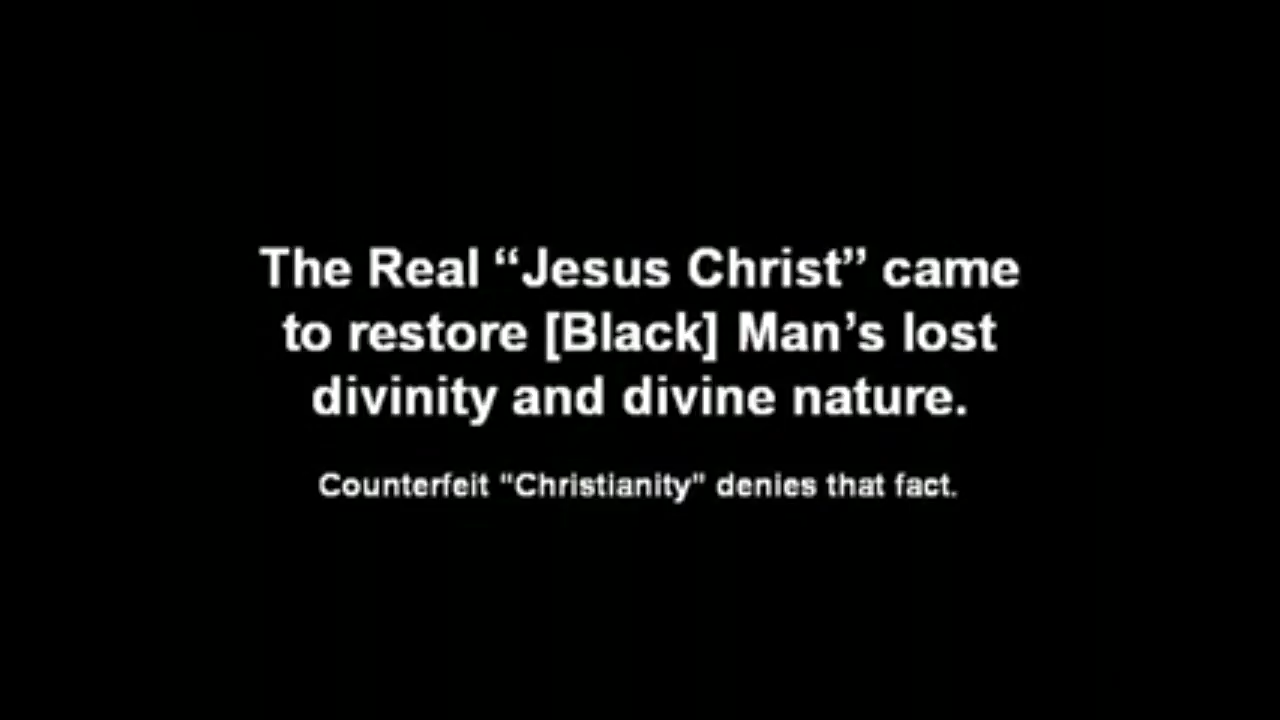 The Real “Jesus Christ” came
to restore [Black] Man’s lost
divinity and divine nature.
Counterfeit "Christianity" denies that fact.